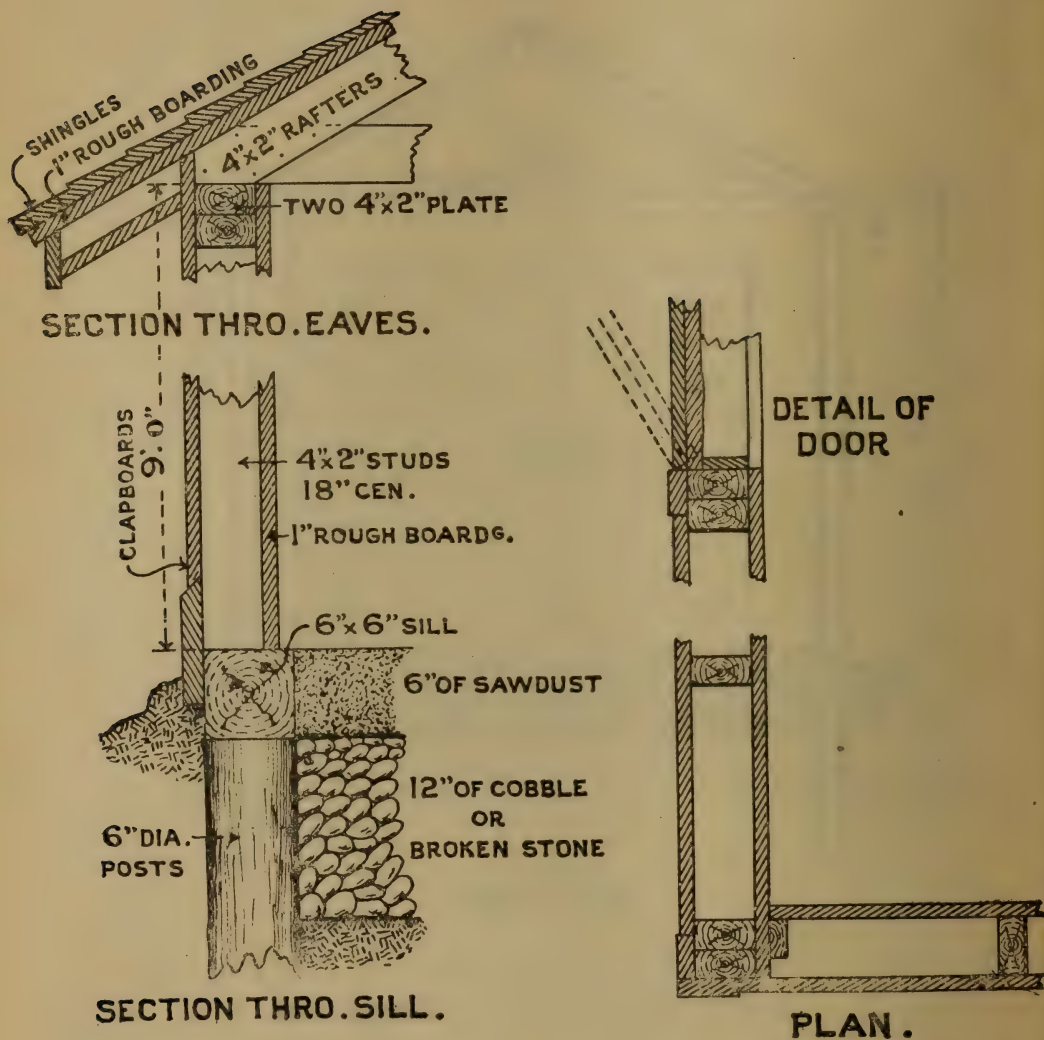 SHINGLES
1" ROUGH BOARDING
4"x2" RAFTERS
TWO 4"x2" PLATE
SECTION THRO. EAVES.
CLAPBOARDS
9'.0"
4"x2" STUDS
18" CEN.
1" ROUGH BOARDG.
6"x6" SILL
6" OF SAWDUST
12" OF COBBLE
OR
BROKEN STONE
6" DIA.
POSTS
SECTION THRO. SILL.
DETAIL OF
DOOR
PLAN.